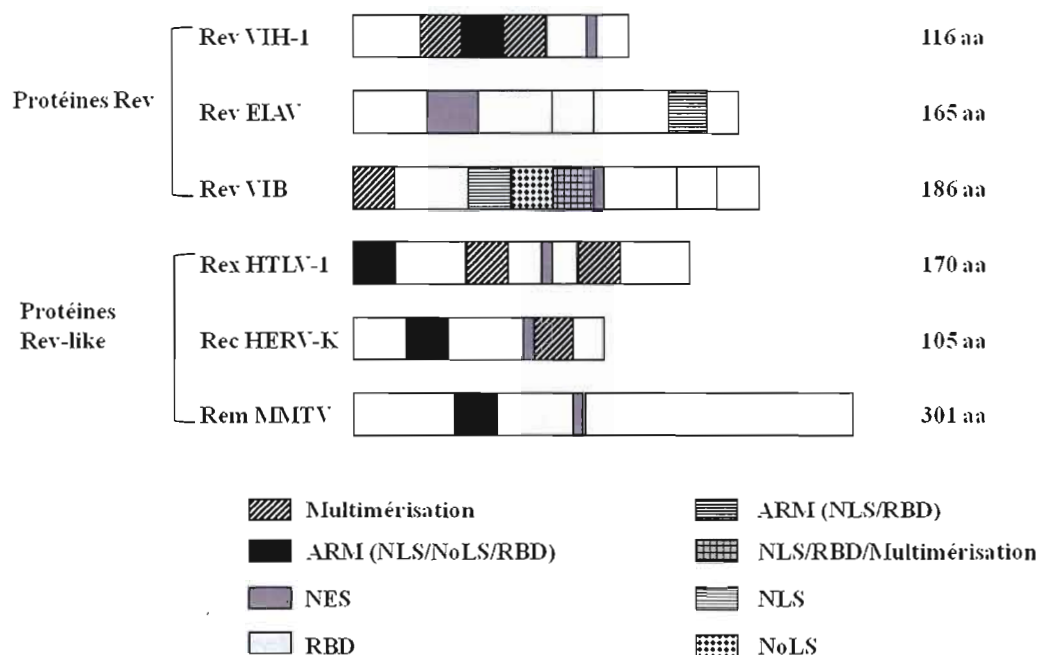 Rev VIH-1 116 aa
Protéines Rev
Rev EIAV 165 aa
Rev VIB 186 aa
Rex HTLV-1 170 aa
Protéines
Rev-like
Rec HERV-K 105 aa
Rem MMTV 301 aa
Multimérisation
ARM (NLS/NoLS/RBD)
NES
RBD
ARM (NLS/RBD)
NLS/RBD/Multimérisation
NLS
NoLS